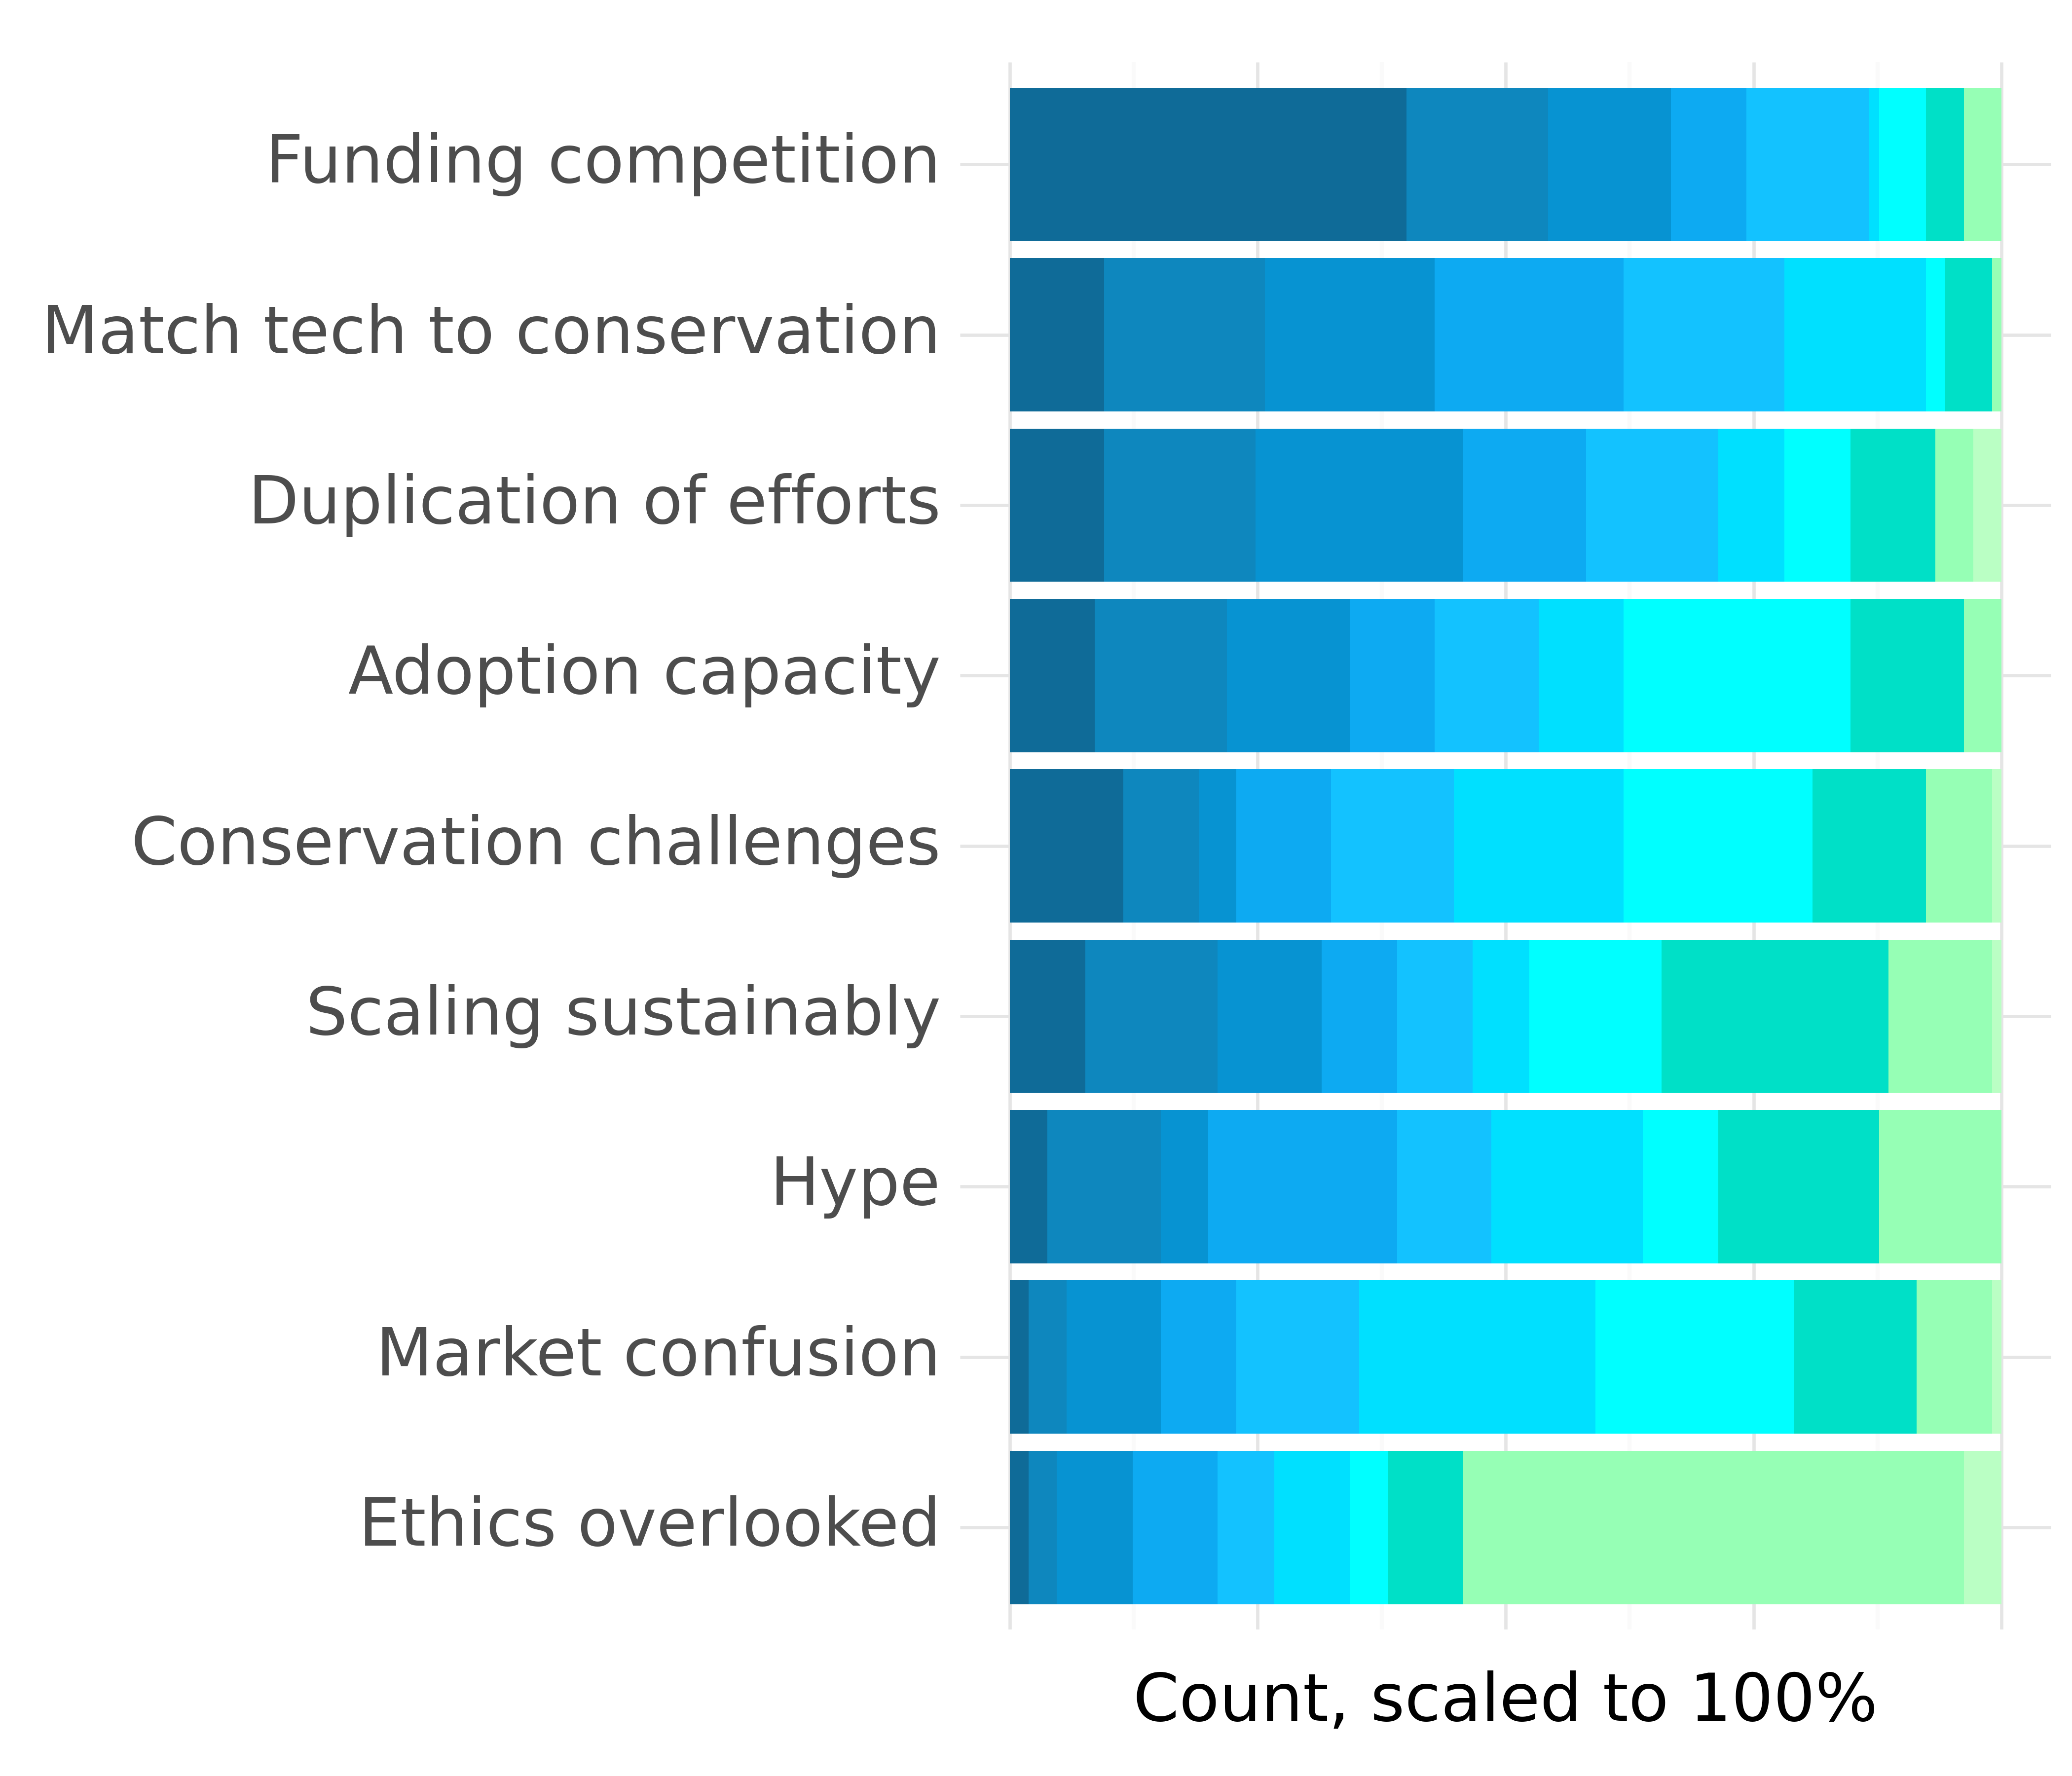 Funding competition
Match tech to conservation
Duplication of efforts
Adoption capacity
Conservation challenges
Scaling sustainably
Hype
Market confusion
Ethics overlooked
Count, scaled to 100%